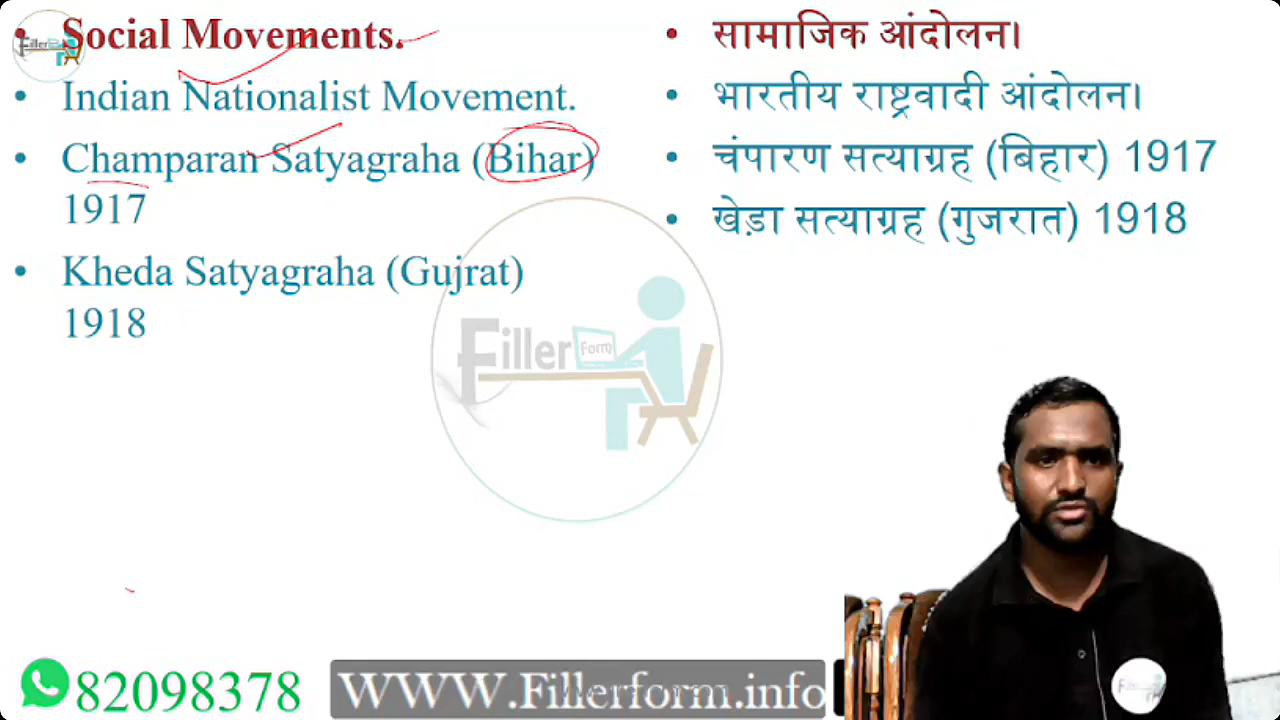 Social Movements.
Indian Nationalist Movement.
Champaran Satyagraha (Bihar)
1917
Kheda Satyagraha (Gujrat)
1918
सामाजिक आंदोलन।
भारतीय राष्ट्रवादी आंदोलन।
चंपारण सत्याग्रह (बिहार) 1917
खेड़ा सत्याग्रह (गुजरात) 1918
Filler Form
82098378
WWW.Fillerform.info